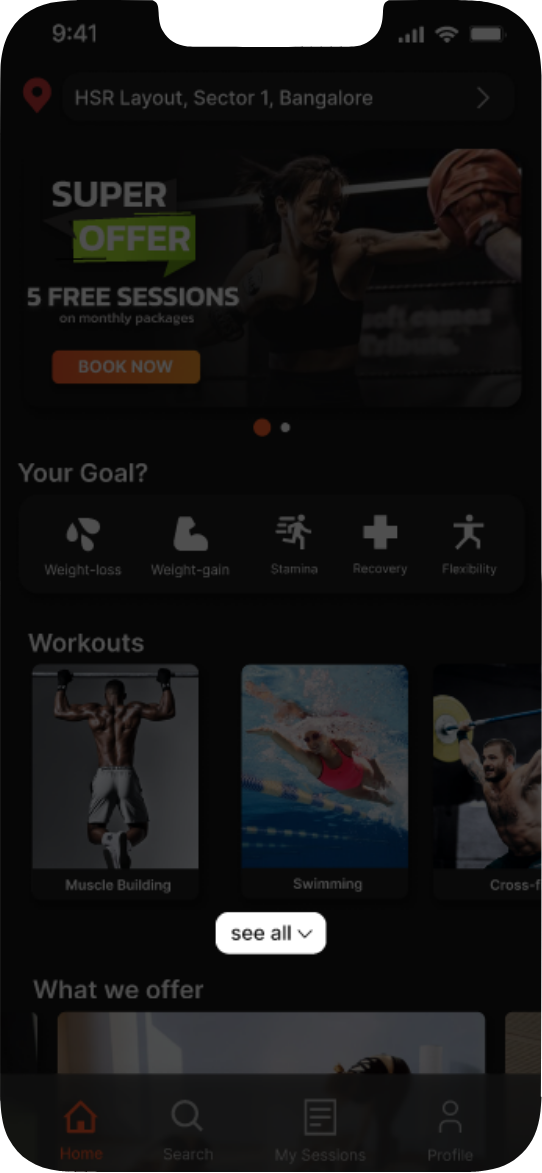 9:41
HSR Layout, Sector 1, Bangalore
SUPER
OFFER
5 FREE SESSIONS
on monthly packages
BOOK NOW
Your Goal?
Weight-loss Weight-gain Stamina Recovery Flexibility
Workouts
Muscle Building Swimming Cross-f
see all
What we offer
Home Search My Sessions Profile